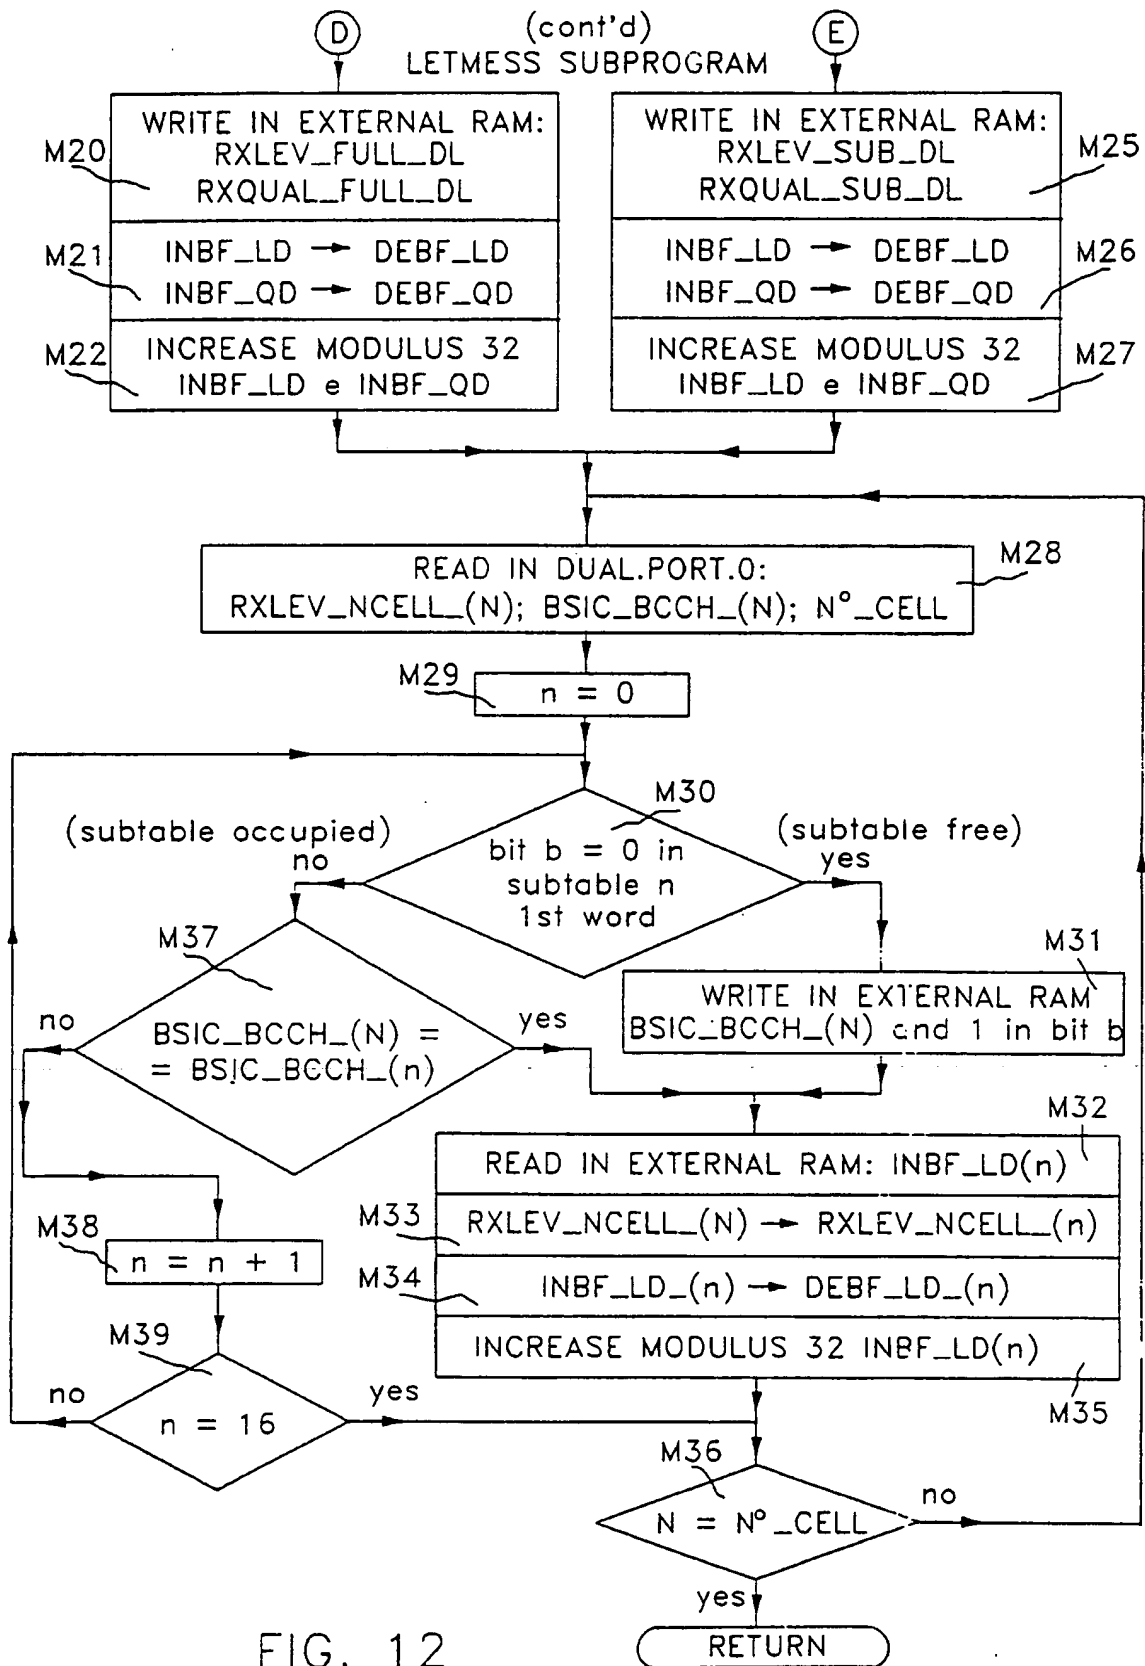 D
(cont'd)
E
LETMESS SUBPROGRAM
WRITE IN EXTERNAL RAM:
RXLEV_FULL_DL
RXQUAL_FULL_DL
M20
WRITE IN EXTERNAL RAM:
RXLEV_SUB_DL
RXQUAL_SUB_DL
M25
INBF_LD → DEBF_LD
INBF_QD → DEBF_QD
M21
INBF_LD → DEBF_LD
INBF_QD → DEBF_QD
M26
INCREASE MODULUS 32
INBF_LD e INBF_QD
M22
INCREASE MODULUS 32
INBF_LD e INBF_QD
M27
READ IN DUAL.PORT.0:
RXLEV_NCELL_(N); BSIC_BCCH_(N); N°_CELL
M28
M29
n = 0
M30
(subtable occupied)
no
bit b = 0 in
subtable n
1st word
(subtable free)
yes
M37
no
BSIC_BCCH_(N) =
= BSIC_BCCH_(n)
yes
M31
WRITE IN EXTERNAL RAM
BSIC_BCCH_(N) and 1 in bit b
M32
READ IN EXTERNAL RAM: INBF_LD(n)
M33
RXLEV_NCELL_(N) → RXLEV_NCELL_(n)
M34
INBF_LD_(n) → DEBF_LD_(n)
INCREASE MODULUS 32 INBF_LD(n)
M35
M38
n = n + 1
M39
no
n = 16
yes
M36
N = N°_CELL
no
yes
RETURN
FIG. 12